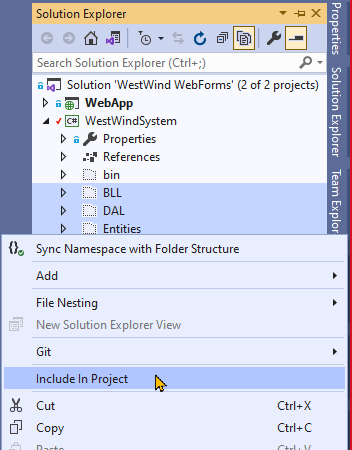 Solution Explorer
Search Solution Explorer (Ctrl+;)
Solution 'WestWind WebForms' (2 of 2 projects)
WebApp
C# WestWindSystem
Properties
References
bin
BLL
DAL
Entities
Sync Namespace with Folder Structure
Add
File Nesting
New Solution Explorer View
Git
Include In Project
Cut Ctrl+X
Copy Ctrl+C
Paste Ctrl+V
Properties
Solution Explorer
Team Explor